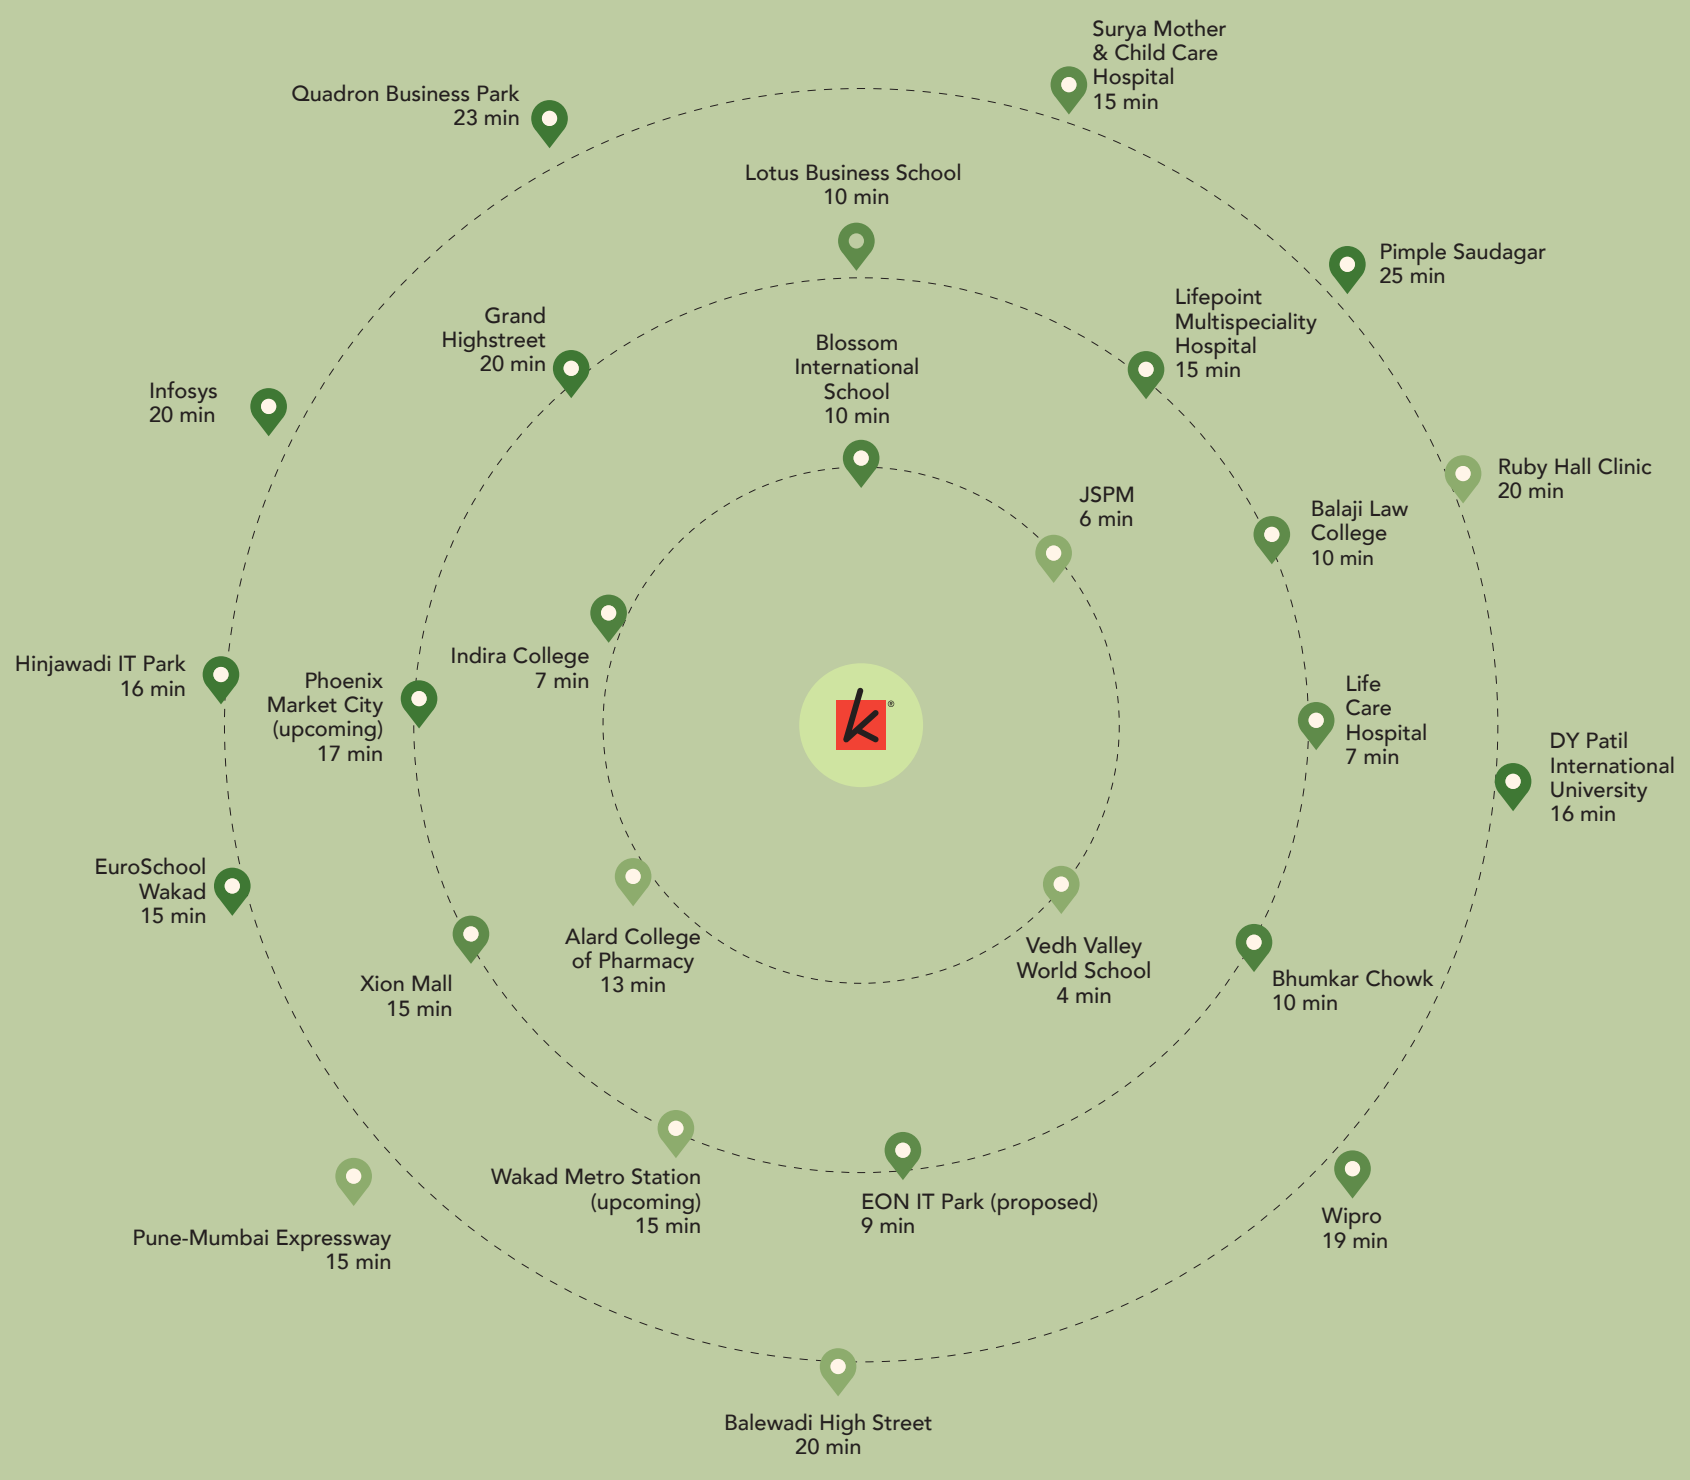 Surya Mother
& Child Care
Hospital
15 min
Quadron Business Park
23 min
Lotus Business School
10 min
Pimple Saudagar
25 min
Lifepoint
Multispeciality
Hospital
15 min
Grand
Highstreet
20 min
Blossom
International
School
10 min
Infosys
20 min
Ruby Hall Clinic
20 min
JSPM
6 min
Balaji Law
College
10 min
Indira College
7 min
Hinjawadi IT Park
16 min
Phoenix
Market City
(upcoming)
17 min
k®
Life
Care
Hospital
7 min
DY Patil
International
University
16 min
EuroSchool
Wakad
15 min
Alard College
of Pharmacy
13 min
Vedh Valley
World School
4 min
Xion Mall
15 min
Bhumkar Chowk
10 min
Wakad Metro Station
(upcoming)
15 min
EON IT Park (proposed)
9 min
Wipro
19 min
Pune-Mumbai Expressway
15 min
Balewadi High Street
20 min